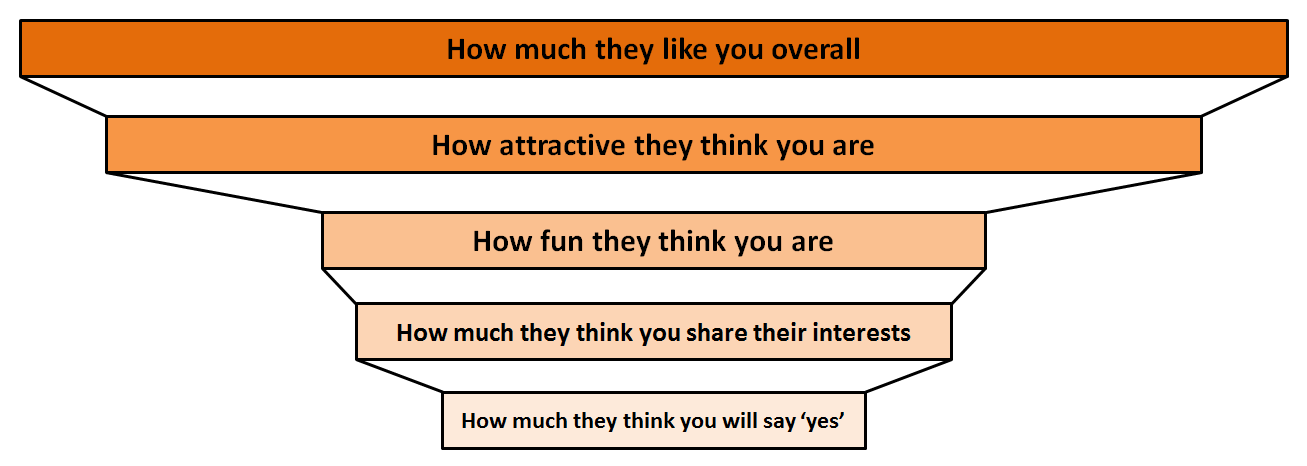 How much they like you overall
How attractive they think you are
How fun they think you are
How much they think you share their interests
How much they think you will say ‘yes’